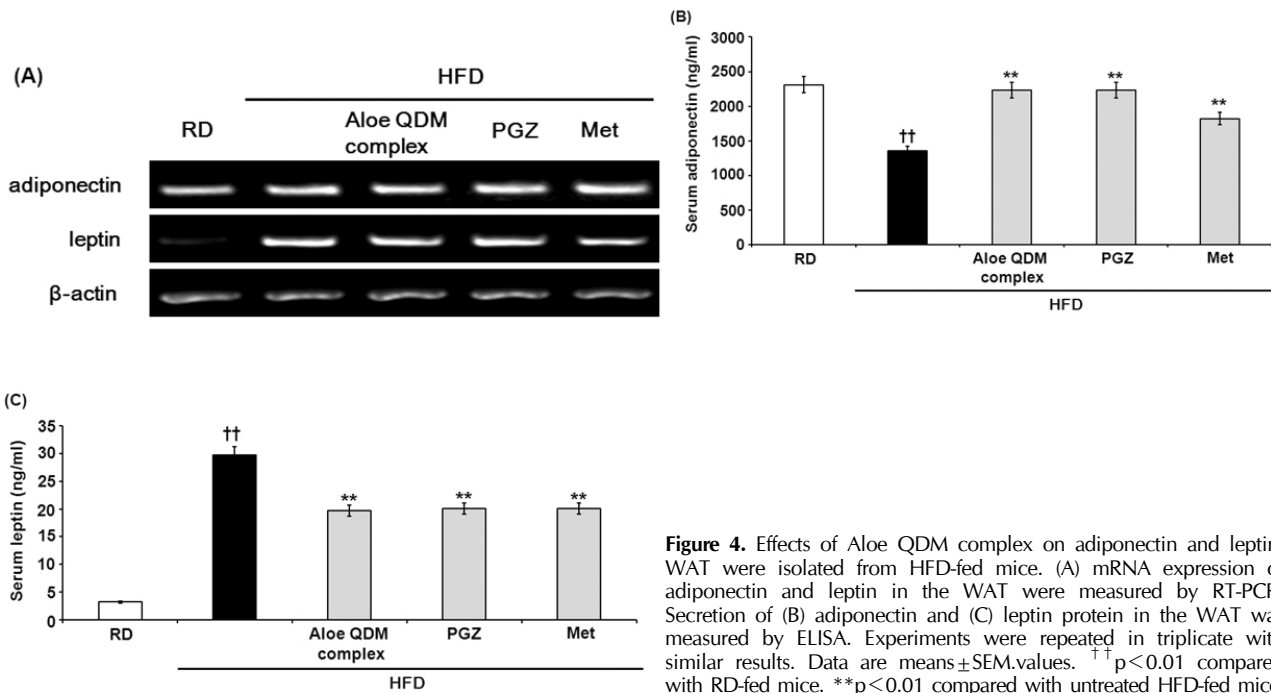 (A)
HFD
RD
Aloe QDM
complex
PGZ
Met
adiponectin
leptin
β-actin
(B)
Serum adiponectin (ng/ml)
3000
2500
2000
1500
1000
500
0
††
**
**
**
RD
Aloe QDM
complex
PGZ
Met
HFD
(C)
Serum leptin (ng/ml)
35
30
25
20
15
10
5
0
††
**
**
**
RD
Aloe QDM
complex
PGZ
Met
HFD
Figure 4. Effects of Aloe QDM complex on adiponectin and leptin
WAT were isolated from HFD-fed mice. (A) mRNA expression
adiponectin and leptin in the WAT were measured by RT-PCR
Secretion of (B) adiponectin and (C) leptin protein in the WAT
measured by ELISA. Experiments were repeated in triplicate
similar results. Data are means±SEM.values. ††p<0.01
with RD-fed mice. **p<0.01 compared with untreated HFD-fed mice